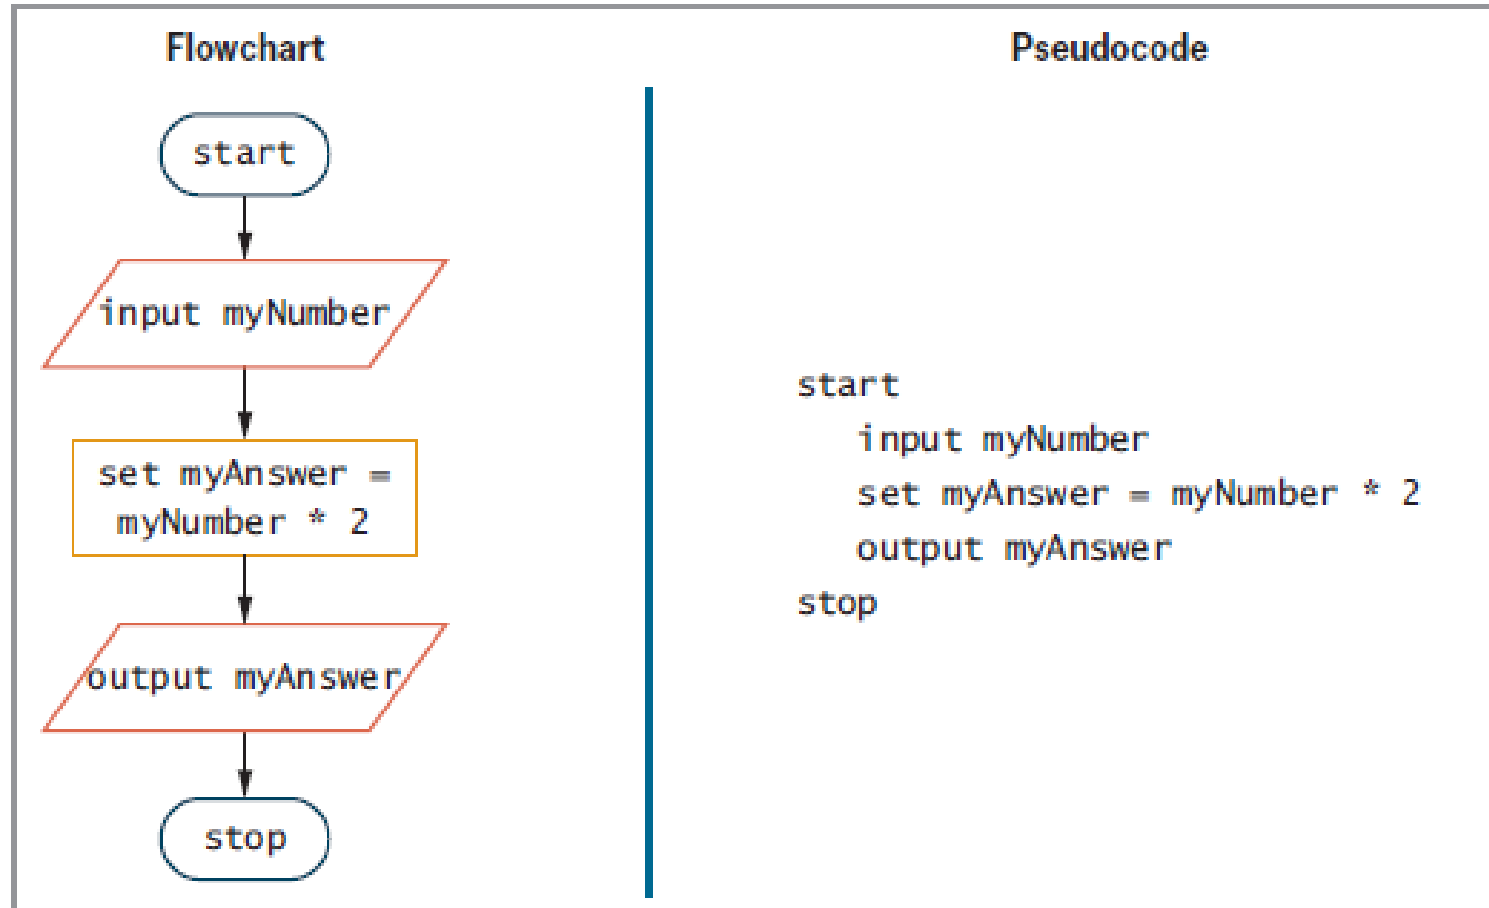 Flowchart
start
input myNumber
set myAnswer =
myNumber * 2
output myAnswer
stop
Pseudocode
start
input myNumber
set myAnswer = myNumber * 2
output myAnswer
stop